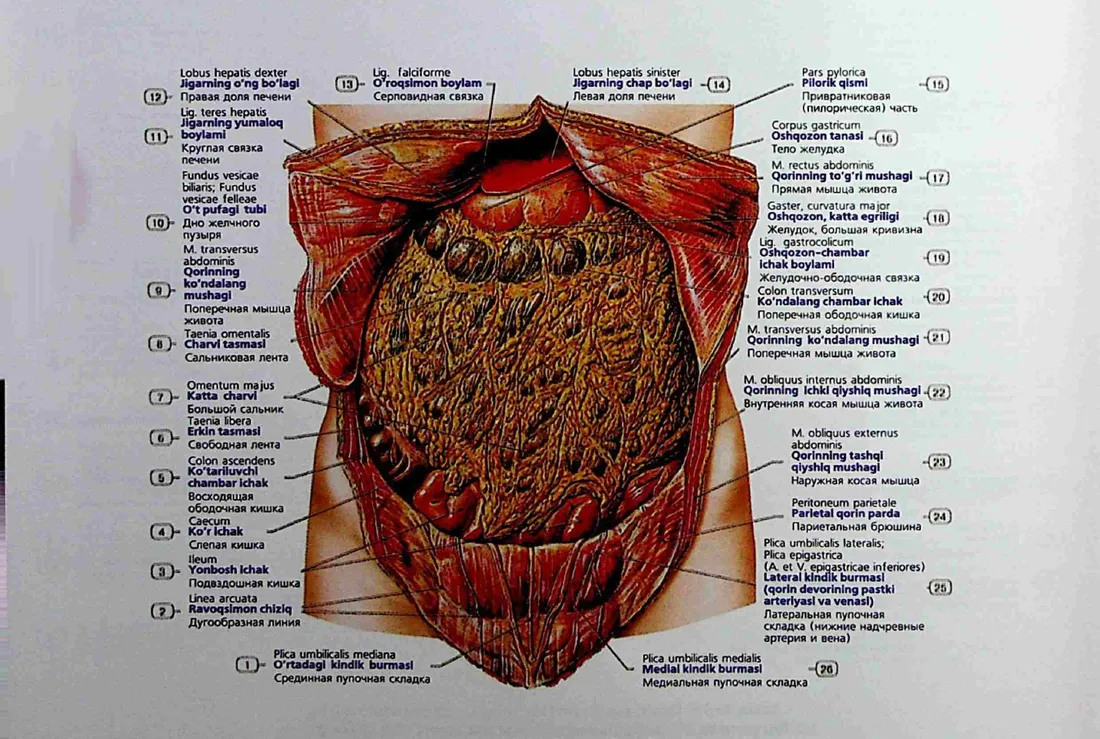 Lobus hepatis dexter
Jigarning o'ng bo'lagi
12
Правая доля печени
Lig. teres hepatis
Jigarning yumaloq
11
boylami
Круглая связка
печени
Fundus vesicae
biliaris; Fundus
vesicae felleae
O't pufagi tubi
10
Дно желчного
пузыря
M. transversus
abdominis
Qorinning
9
ko'ndalang
mushagi
Поперечная мышца
живота
Taenia omentalis
8
Charvi tasmasi
Сальниковая лента
Omentum majus
7
Katta charvi
Большой сальник
Taenia libera
6
Erkin tasmasi
Свободная лента
Colon ascendens
5
Ko'tariluvchi
chambar ichak
Восходящая
ободочная кишка
Caecum
4
Ko'r ichak
Слепая кишка
Ileum
3
Yonbosh ichak
Подвздошная кишка
Linea arcuata
2
Ravoqsimon chiziq
Дугообразная линия
Plica umbilicalis mediana
1
O'rtadagi kindik burmasi
Срединная пупочная складка
Lig. falciforme
13
O'roqsimon boylam
Серповидная связка
Lobus hepatis sinister
Jigarning chap bo'lagi
14
Левая доля печени
Pars pylorica
Pilorik qismi
15
Привратниковая
(пилорическая) часть
Corpus gastricum
Oshqozon tanasi
16
Тело желудка
M. rectus abdominis
Qorinning to'g'ri mushagi
17
Прямая мышца живота
Gaster, curvatura major
Oshqozon, katta egriligi
18
Желудок, большая кривизна
Lig. gastrocolicum
Oshqozon-chambar
19
ichak boylami
Желудочно-ободочная связка
Colon transversum
Ko'ndalang chambar ichak
20
Поперечная ободочная кишка
M. transversus abdominis
Qorinning ko'ndalang mushagi
21
Поперечная мышца живота
M. obliquus internus abdominis
Qorinning ichki qiyshiq mushagi
22
Внутренняя косая мышца живота
M. obliquus externus
abdominis
Qorinning tashqi
23
qiyshiq mushagi
Наружная косая мышца
Peritoneum parietale
Parietal qorin parda
24
Париетальная брюшина
Plica umbilicalis lateralis;
Plica epigastrica
(A. et V. epigastricae inferiores)
Lateral kindik burmasi
(qorin devorining pastki
25
arteriyasi va venasi)
Латеральная пупочная
складка (нижние надчревные
артерия и вена)
Plica umbilicalis medialis
Medial kindik burmasi
26
Медиальная пупочная складка